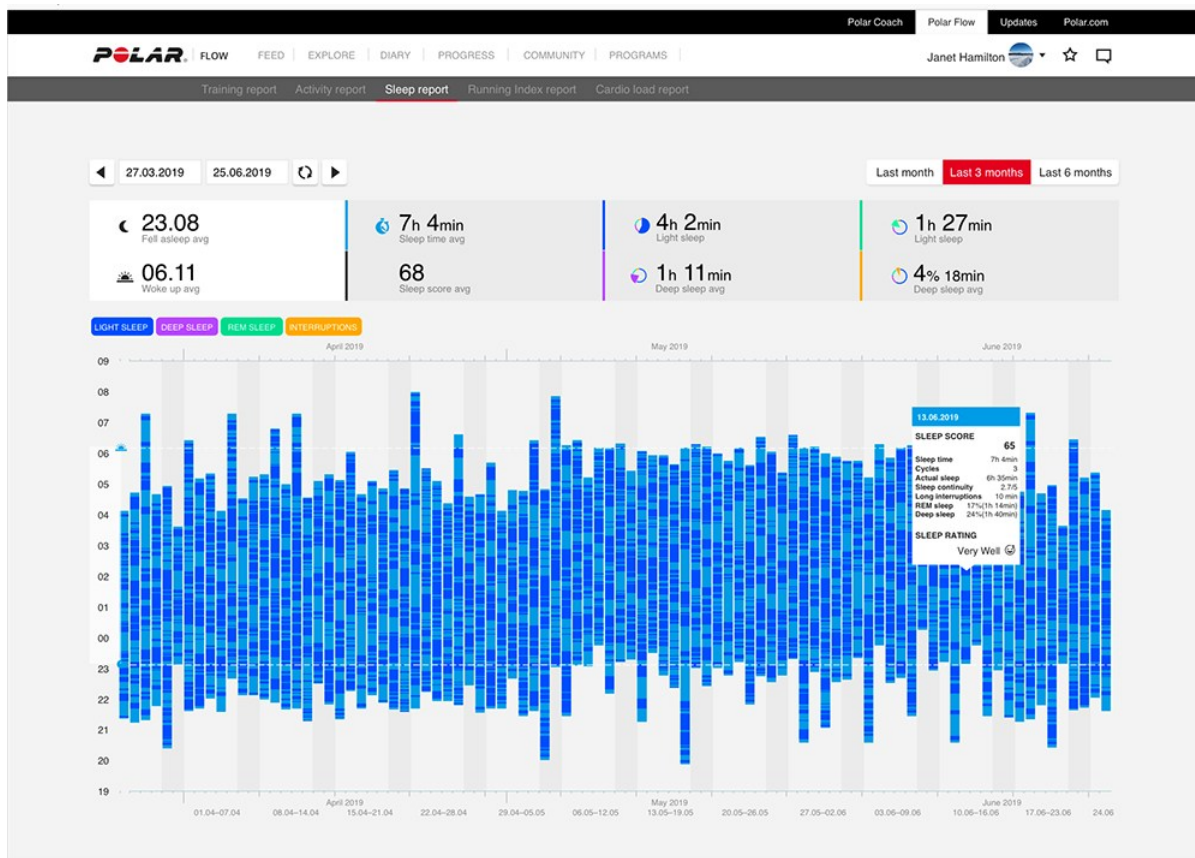 Polar Coach Polar Flow Updates Polar.com
POLAR. FLOW FEED EXPLORE DIARY PROGRESS COMMUNITY PROGRAMS Janet Hamilton
Training report Activity report Sleep report Running Index report Cardio load report
27.03.2019 25.06.2019 Last month Last 3 months Last 6 months
23.08 7h 4min 4h 2min 1h 27min
Fell asleep avg Sleep time avg Light sleep Light sleep
06.11 68 1h 11min 4% 18min
Woke up avg Sleep score avg Deep sleep avg Deep sleep avg
LIGHT SLEEP DEEP SLEEP REM SLEEP INTERRUPTIONS
April 2019 May 2019 June 2019
09
08
07
06
05
04
03
02
01
00
23
22
21
20
19
13.06.2019
SLEEP SCORE
65
Sleep time 7h 4min
Cycles 3
Actual sleep 6h 35min
Sleep continuity 2.7/5
Long interruptions 10 min
REM sleep 17%(1h 14min)
Deep sleep 24%(1h 40min)
SLEEP RATING
Very Well
April 2019 May 2019 June 2019
01.04–07.04 08.04–14.04 15.04–21.04 22.04–28.04 29.04–05.05 06.05–12.05 13.05–19.05 20.05–26.05 27.05–02.06 03.06–09.06 10.06–16.06 17.06–23.06 24.06